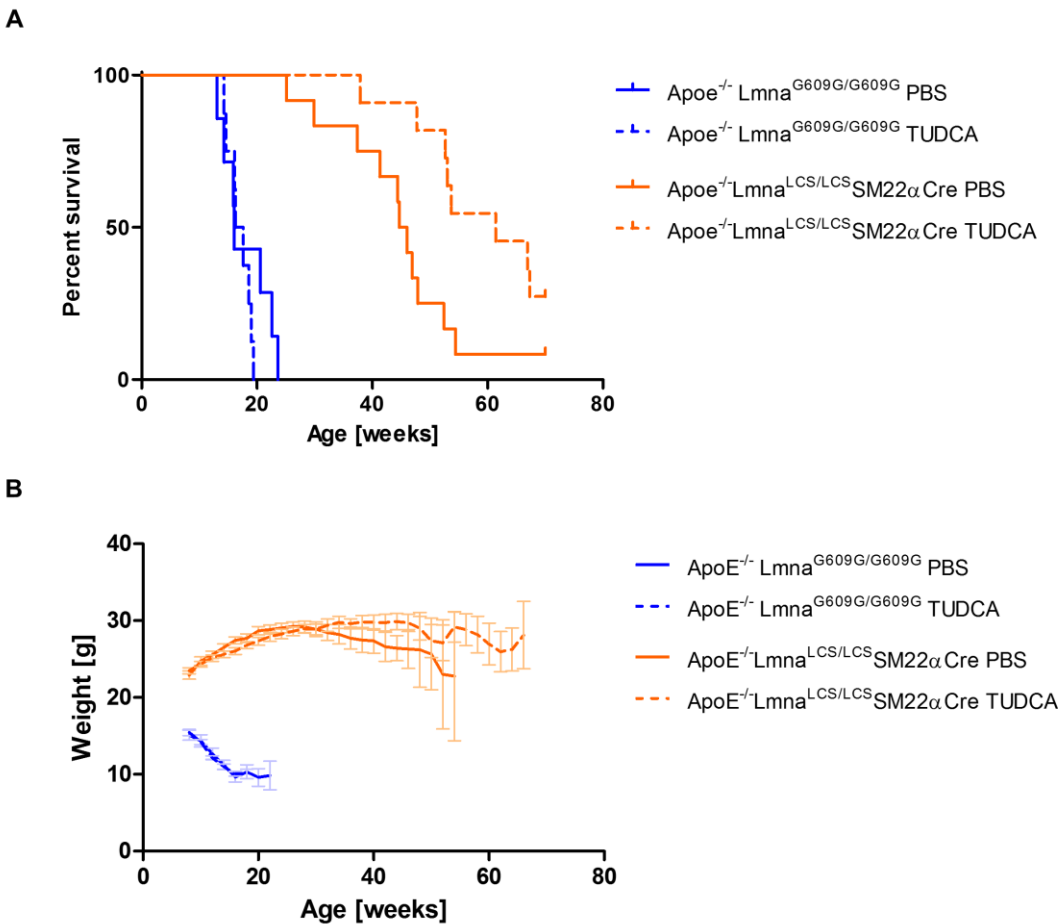 A
Percent survival
100
50
0
0 20 40 60 80
Age [weeks]
Apoe-/- LmnaG609G/G609G PBS
Apoe-/- LmnaG609G/G609G TUDCA
Apoe-/-LmnaLCS/LCSSM22αCre PBS
Apoe-/-LmnaLCS/LCSSM22αCre TUDCA
B
Weight [g]
40
30
20
10
0
0 20 40 60 80
Age [weeks]
ApoE-/- LmnaG609G/G609G PBS
ApoE-/- LmnaG609G/G609G TUDCA
ApoE-/-LmnaLCS/LCSSM22αCre PBS
ApoE-/-LmnaLCS/LCSSM22αCre TUDCA